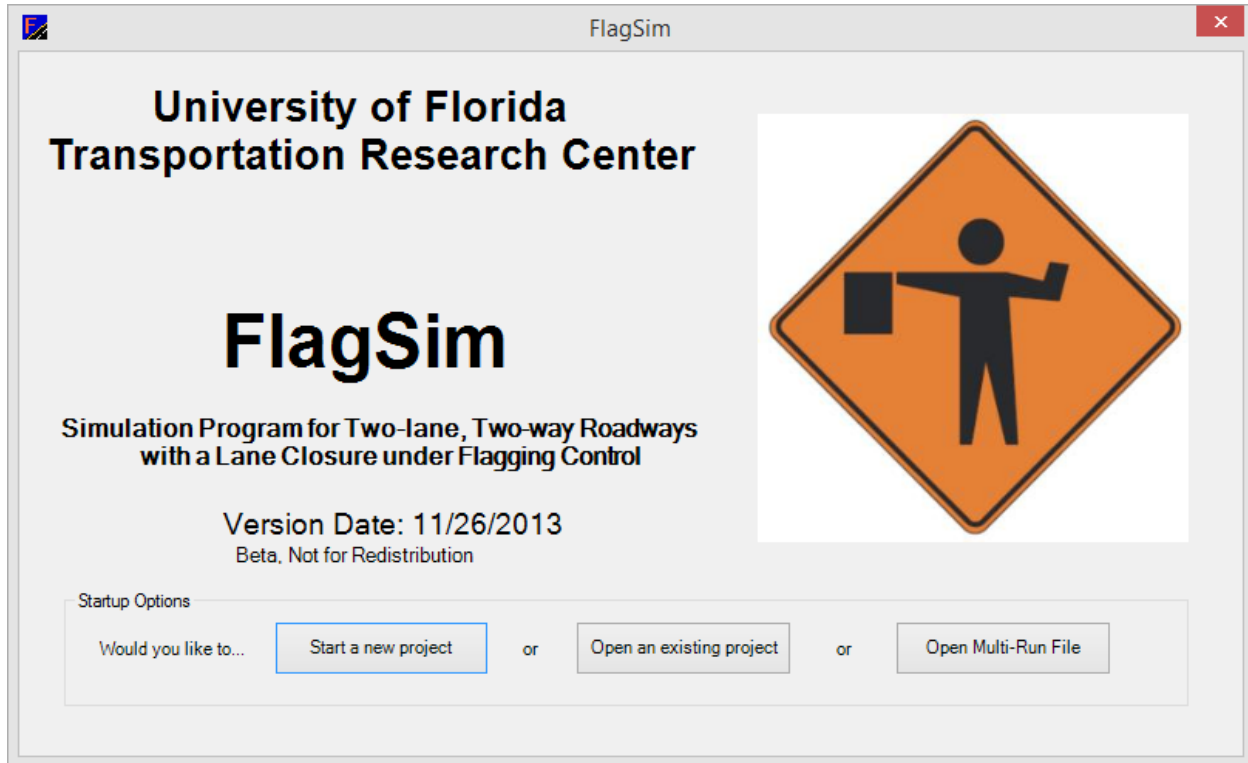 FlagSim
University of Florida
Transportation Research Center
FlagSim
Simulation Program for Two-lane, Two-way Roadways
with a Lane Closure under Flagging Control
Version Date: 11/26/2013
Beta, Not for Redistribution
Startup Options
Would you like to... Start a new project or Open an existing project or Open Multi-Run File